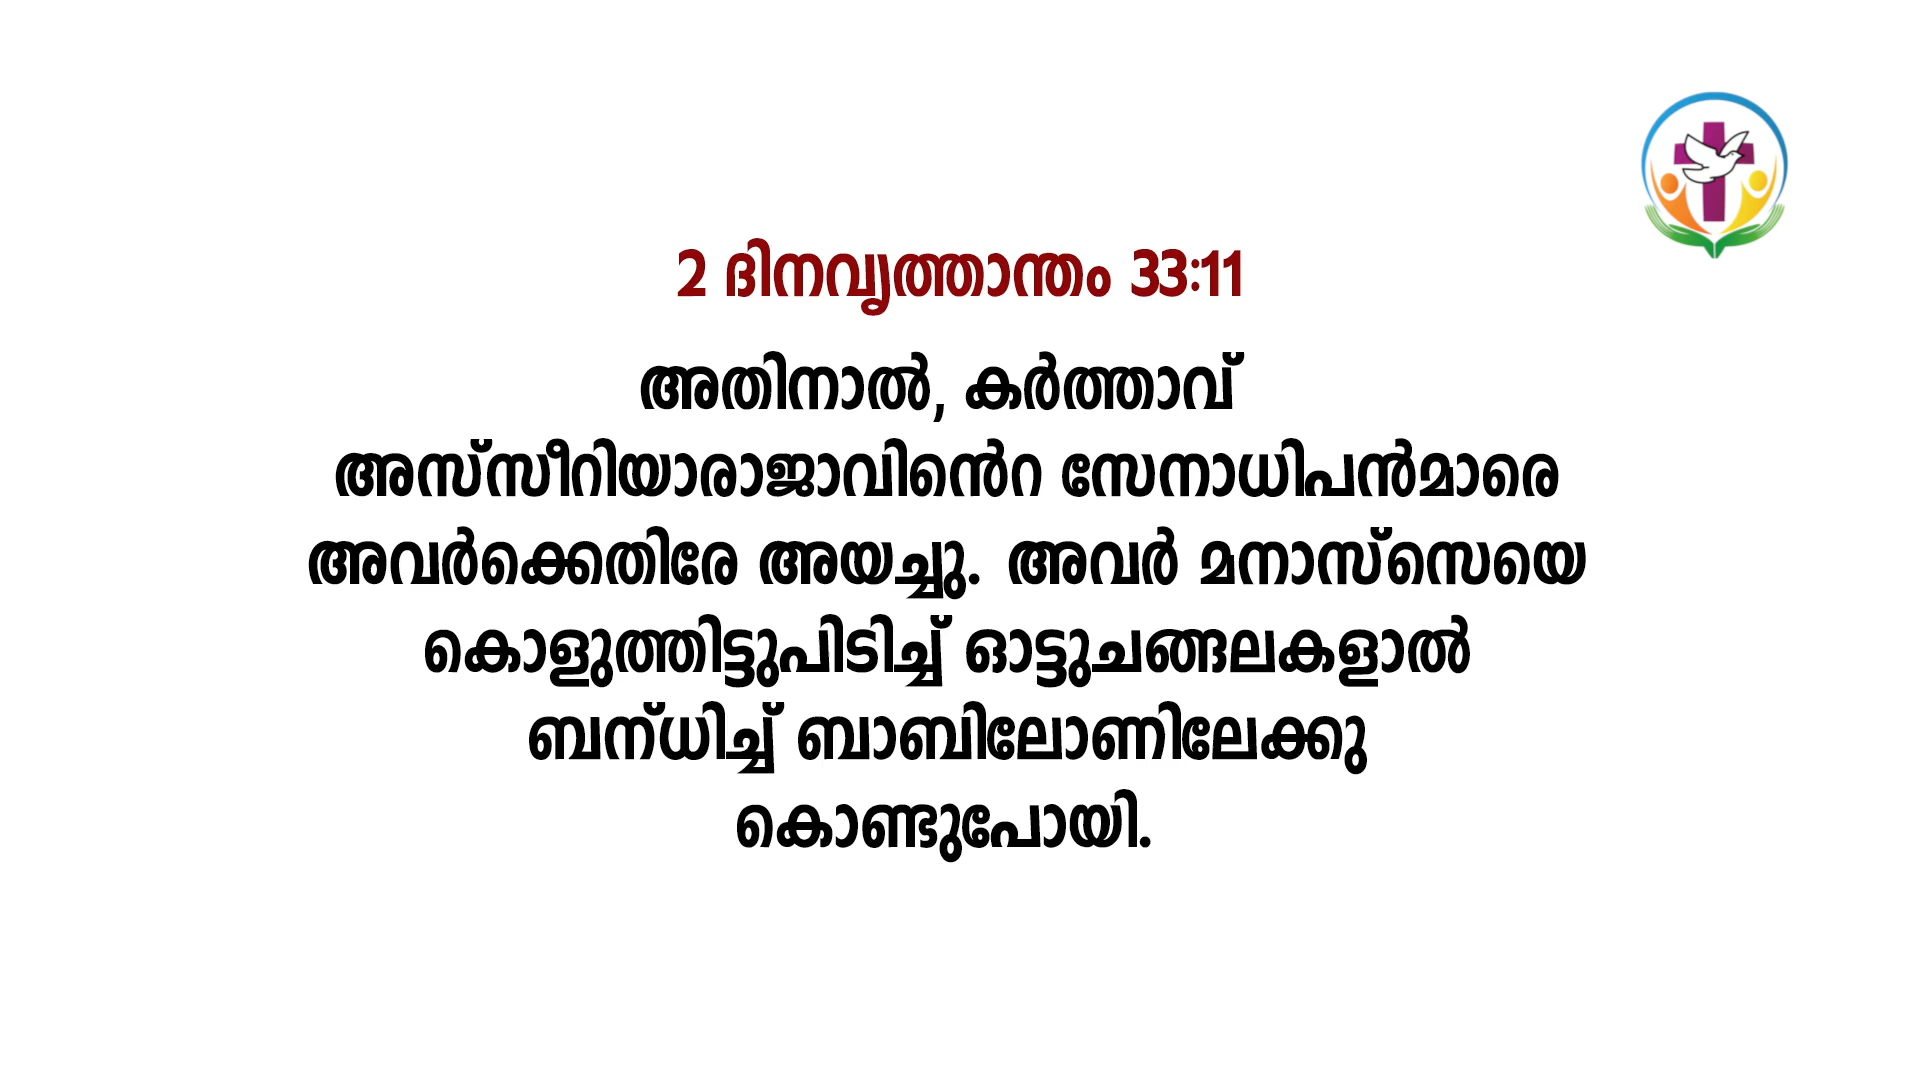 2 ദിനവൃത്താന്തം 33:11
അതിനാൽ, കർത്താവ്
അസ്സീറിയാരാജാവിൻെറ സേനാധിപൻമാരെ
അവർക്കെതിരേ അയച്ചു. അവർ മനാസ്സെയെ
കൊളുത്തിട്ടുപിടിച്ച് ഓട്ടുചങ്ങലകളാൽ
ബന്ധിച്ച് ബാബിലോണിലേക്കു
കൊണ്ടുപോയി.